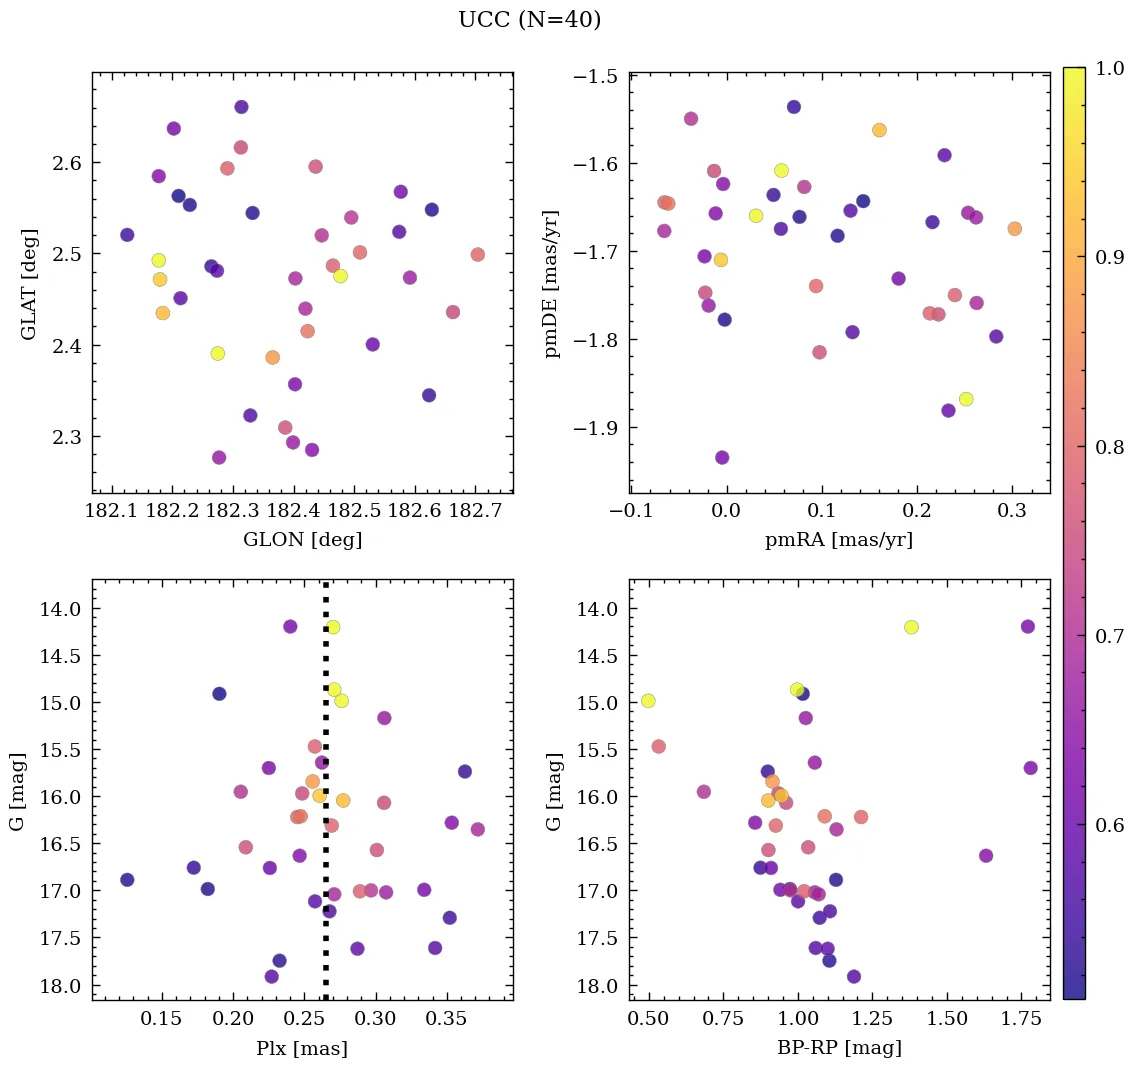 UCC (N=40)
2.6
2.5
2.4
2.3
GLAT [deg]
182.1 182.2 182.3 182.4 182.5 182.6 182.7
GLON [deg]
−1.5
−1.6
−1.7
−1.8
−1.9
pmDE [mas/yr]
−0.1 0.0 0.1 0.2 0.3
pmRA [mas/yr]
1.0
0.9
0.8
0.7
0.6
14.0
14.5
15.0
15.5
16.0
16.5
17.0
17.5
18.0
G [mag]
0.15 0.20 0.25 0.30 0.35
Plx [mas]
14.0
14.5
15.0
15.5
16.0
16.5
17.0
17.5
18.0
G [mag]
0.50 0.75 1.00 1.25 1.50 1.75
BP-RP [mag]